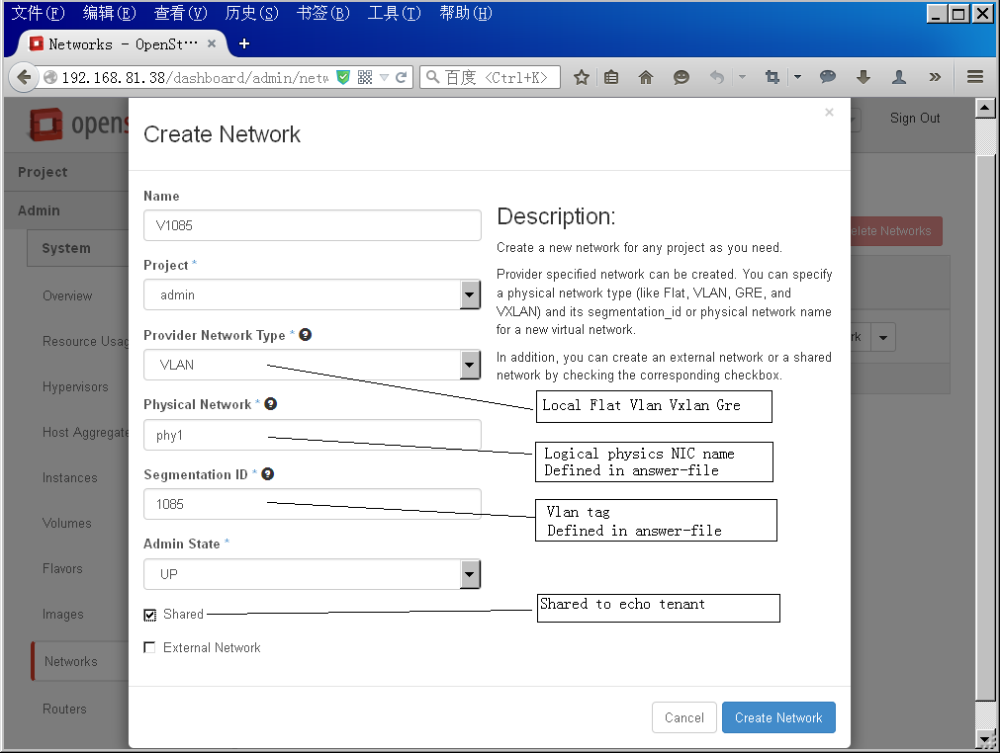 文件(F) 编辑(E) 查看(V) 历史(S) 书签(B) 工具(T) 帮助(H)
Networks - OpenSt···
192.168.81.38/dashboard/admin/netw
百度 <Ctrl+K>
opens
Sign Out
Project
Admin
System
Overview
Resource Usag
Hypervisors
Host Aggregate
Instances
Volumes
Flavors
Images
Networks
Routers
elete Networks
rk
Create Network
Name
V1085
Project *
admin
Provider Network Type *
VLAN
Physical Network *
phy1
Segmentation ID *
1085
Admin State *
UP
Shared
External Network
Description:
Create a new network for any project as you need.
Provider specified network can be created. You can specify
a physical network type (like Flat, VLAN, GRE, and
VXLAN) and its segmentation_id or physical network name
for a new virtual network.
In addition, you can create an external network or a shared
network by checking the corresponding checkbox.
Local Flat Vlan Vxlan Gre
Logical physics NIC name
Defined in answer-file
Vlan tag
Defined in answer-file
Shared to echo tenant
Cancel
Create Network